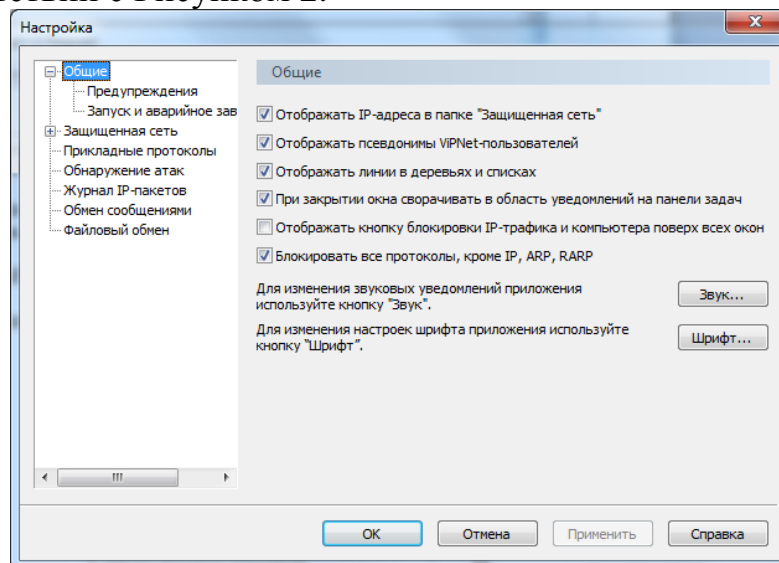 ствии с Рисунком 2.
Настройка
Общие
Предупреждения
Запуск и аварийное зав
Защищенная сеть
Прикладные протоколы
Обнаружение атак
Журнал IP-пакетов
Обмен сообщениями
Файловый обмен
Общие
Отображать IP-адреса в папке "Защищенная сеть"
Отображать псевдонимы ViPNet-пользователей
Отображать линии в деревьях и списках
При закрытии окна сворачивать в область уведомлений на панели задач
Отображать кнопку блокировки IP-трафика и компьютера поверх всех окон
Блокировать все протоколы, кроме IP, ARP, RARP
Для изменения звуковых уведомлений приложения
используйте кнопку "Звук".
Звук...
Для изменения настроек шрифта приложения используйте
кнопку "Шрифт".
Шрифт...
OK
Отмена
Применить
Справка